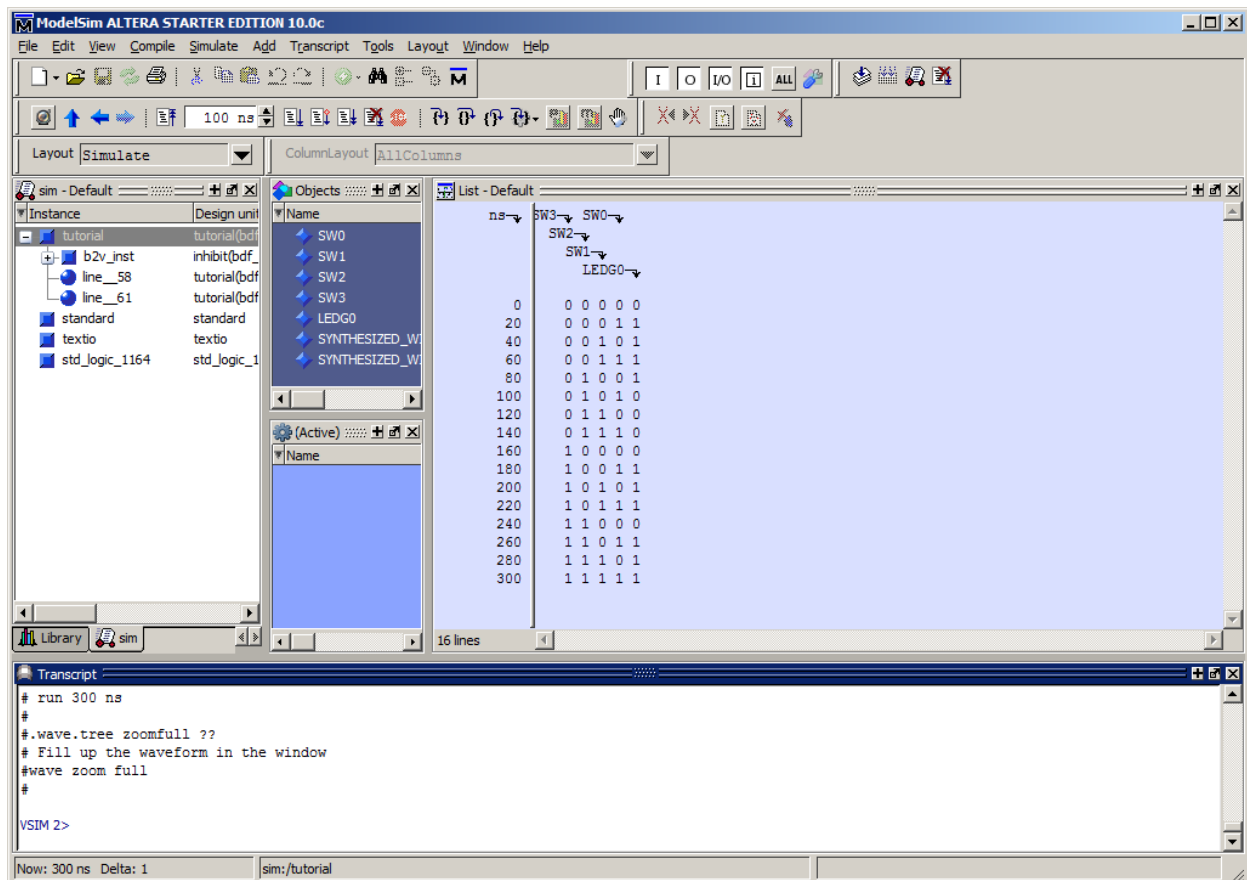 ModelSim ALTERA STARTER EDITION 10.0c
File Edit View Compile Simulate Add Transcript Tools Layout Window Help
I O I/O i ALL
100 ns
Layout Simulate
ColumnLayout AllColumns
sim - Default
Instance Design unit
tutorial tutorial(bdf
b2v_inst inhibit(bdf_
line__58 tutorial(bdf
line__61 tutorial(bdf
standard standard
textio textio
std_logic_1164 std_logic_1
Library sim
Objects
Name
SW0
SW1
SW2
SW3
LEDG0
SYNTHESIZED_W
SYNTHESIZED_W
(Active)
Name
List - Default
ns SW3 SW0
SW2
SW1
LEDG0
0 0 0 0 0 0
20 0 0 0 1 1
40 0 0 1 0 1
60 0 0 1 1 1
80 0 1 0 0 1
100 0 1 0 1 0
120 0 1 1 0 0
140 0 1 1 1 0
160 1 0 0 0 0
180 1 0 0 1 1
200 1 0 1 0 1
220 1 0 1 1 1
240 1 1 0 0 0
260 1 1 0 1 1
280 1 1 1 0 1
300 1 1 1 1 1
16 lines
Transcript
# run 300 ns
#
#.wave.tree zoomfull ??
# Fill up the waveform in the window
#wave zoom full
#
VSIM 2>
Now: 300 ns Delta: 1 sim:/tutorial